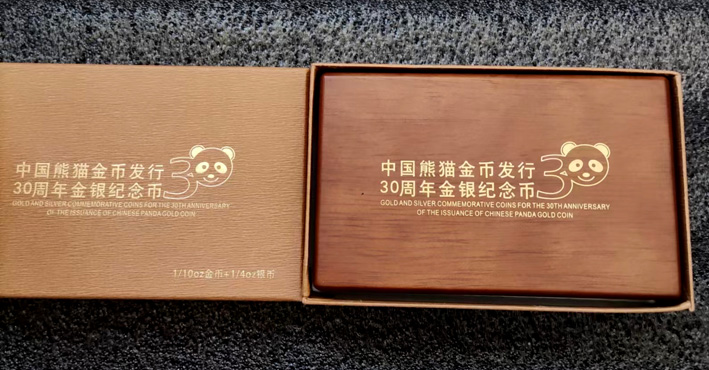 中国熊猫金币发行
30周年金银纪念币
30
GOLD AND SILVER COMMEMORATIVE COINS FOR THE 30TH ANNIVERSARY
OF THE ISSUANCE OF CHINESE PANDA GOLD COIN
1/10oz金币+1/4oz银币
中国熊猫金币发行
30周年金银纪念币
30
GOLD AND SILVER COMMEMORATIVE COINS FOR THE 30TH ANNIVERSARY
OF THE ISSUANCE OF CHINESE PANDA GOLD COIN